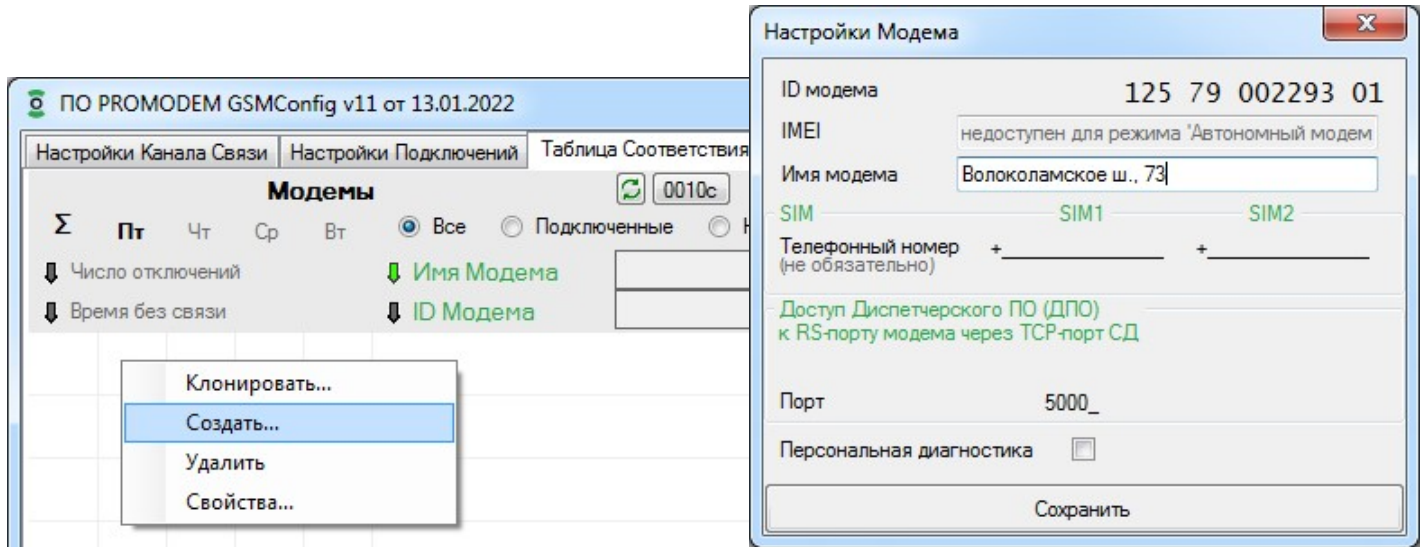 ПО PROMODEM GSMConfig v11 от 13.01.2022
Настройки Канала Связи Настройки Подключений Таблица Соответствия
Модемы 0010с
Σ Пт Чт Ср Вт Все Подключенные
Число отключений Имя Модема
Время без связи ID Модема
Клонировать...
Создать...
Удалить
Свойства...
Настройки Модема
ID модема 125 79 002293 01
IMEI недоступен для режима 'Автономный модем
Имя модема Волоколамское ш., 73
SIM SIM1 SIM2
Телефонный номер +_______________ +_______________
(не обязательно)
Доступ Диспетчерского ПО (ДПО)
к RS-порту модема через TCP-порт СД
Порт 5000_
Персональная диагностика
Сохранить